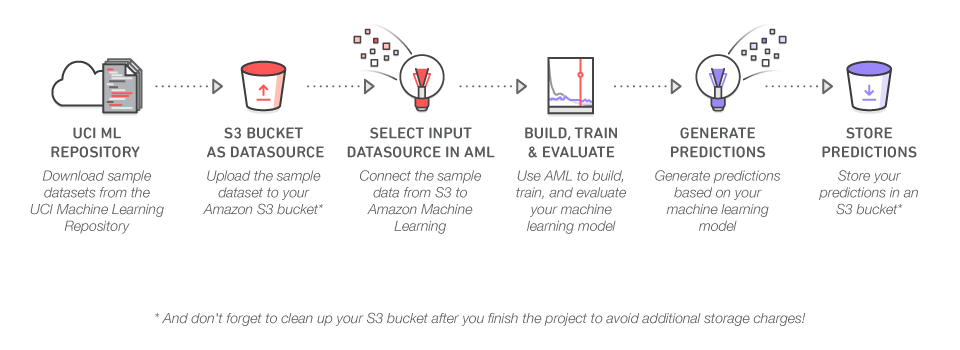 UCI ML
REPOSITORY
Download sample
datasets from the
UCI Machine Learning
Repository
S3 BUCKET
AS DATASOURCE
Upload the sample
dataset to your
Amazon S3 bucket*
SELECT INPUT
DATASOURCE IN AML
Connect the sample
data from S3 to
Amazon Machine
Learning
BUILD, TRAIN
& EVALUATE
Use AML to build,
train, and evaluate
your machine
learning model
GENERATE
PREDICTIONS
Generate predictions
based on your
machine learning
model
STORE
PREDICTIONS
Store your
predictions in an
S3 bucket*
* And don't forget to clean up your S3 bucket after you finish the project to avoid additional storage charges!